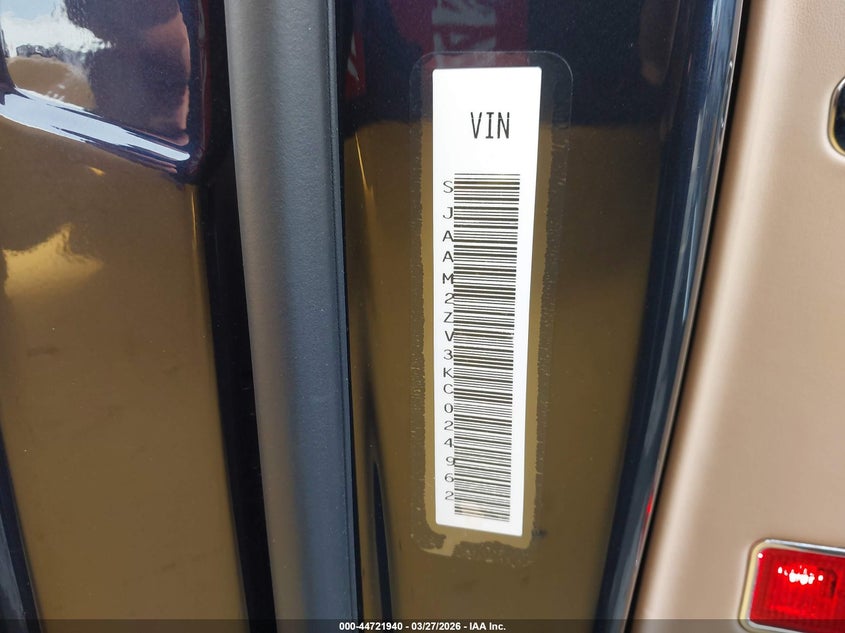 VIN
SJAAM2ZV3KC024962
000-44721940 • 03/27/2026 • IAA Inc.